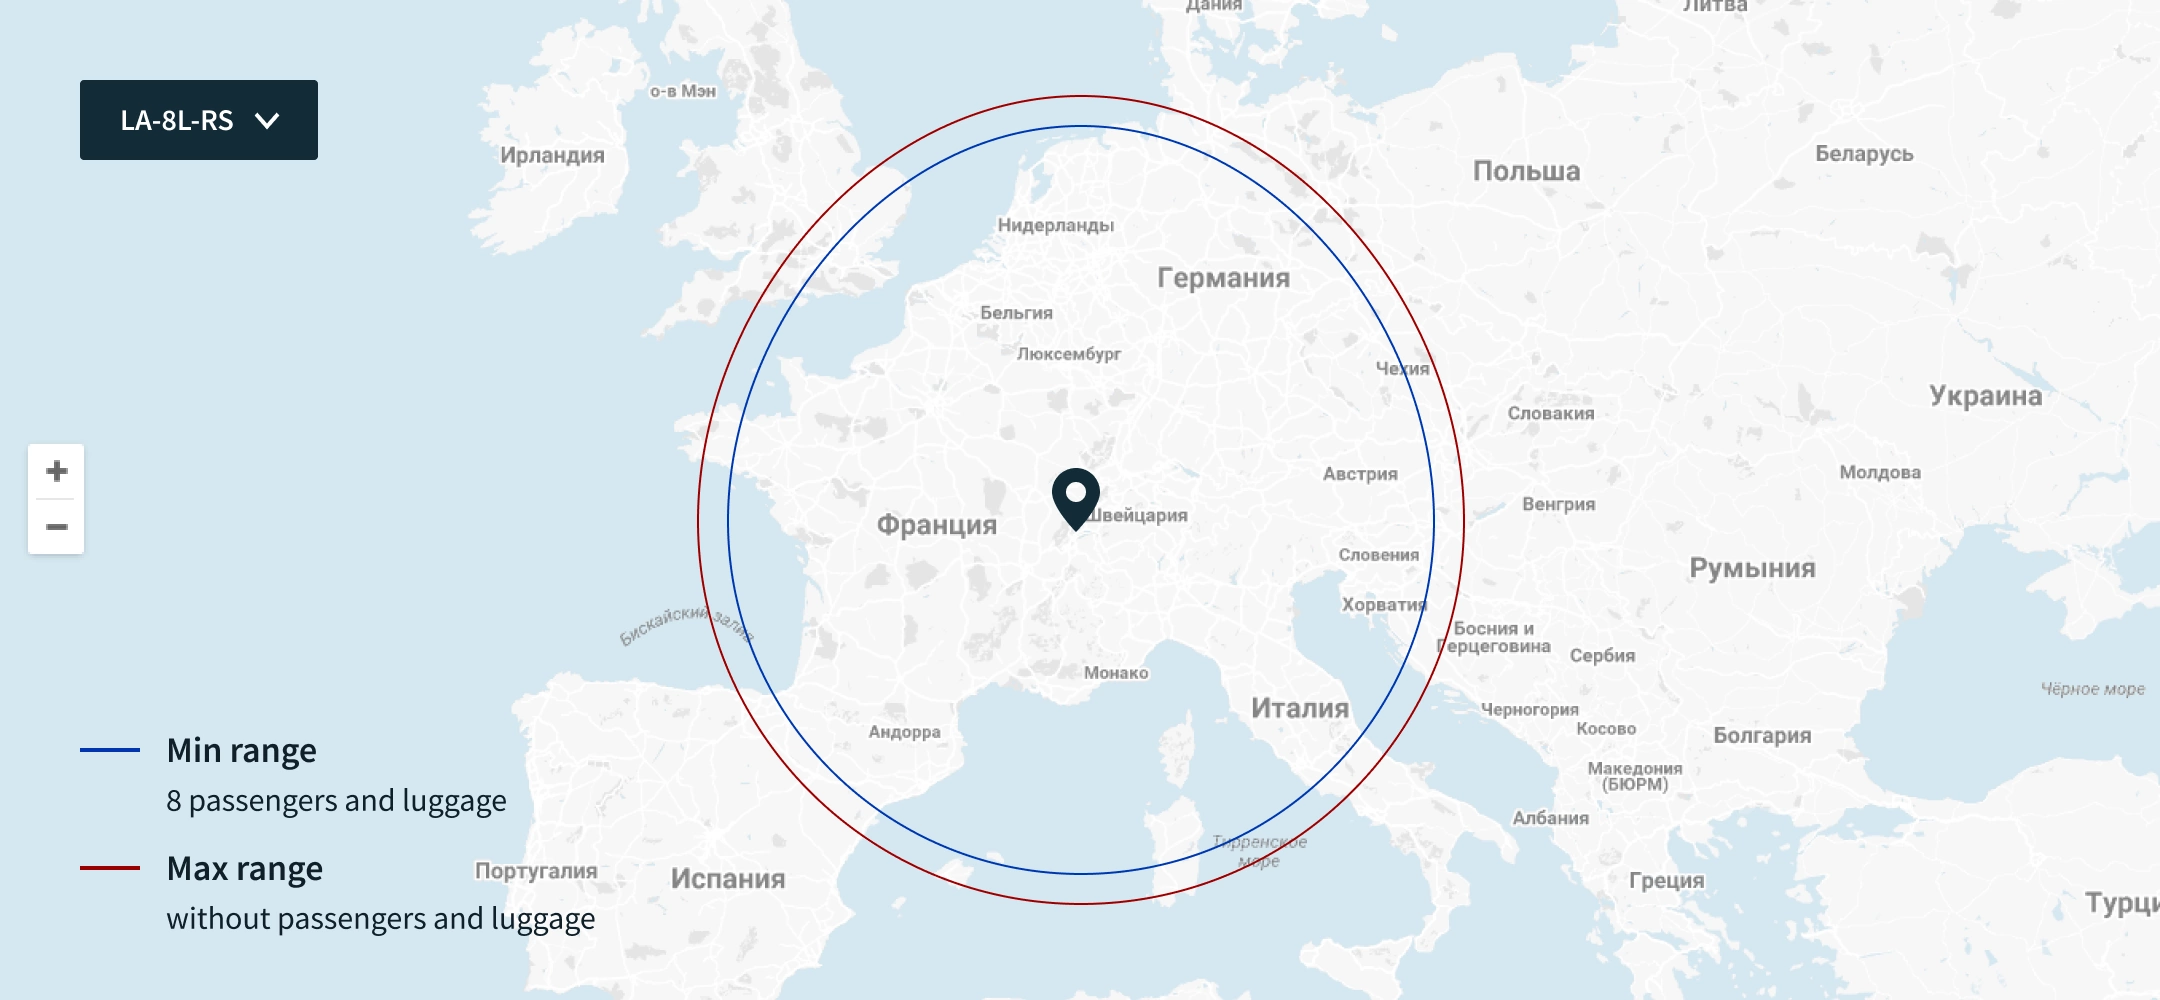 Дания
Литва
LA-8L-RS
о-в Мэн
Ирландия
Беларусь
Польша
Нидерланды
Германия
Бельгия
Люксембург
Чехия
Украина
Словакия
+
Австрия
Молдова
Венгрия
Швейцария
Франция
−
Словения
Румыния
Хорватия
Бискайский залив
Босния и
Герцеговина
Сербия
Монако
Чёрное море
Италия
Черногория
Косово
Андорра
Болгария
Min range
Македония
(БЮРМ)
8 passengers and luggage
Албания
Тирренское
море
Max range
Португалия
Испания
Греция
Турци
without passengers and luggage